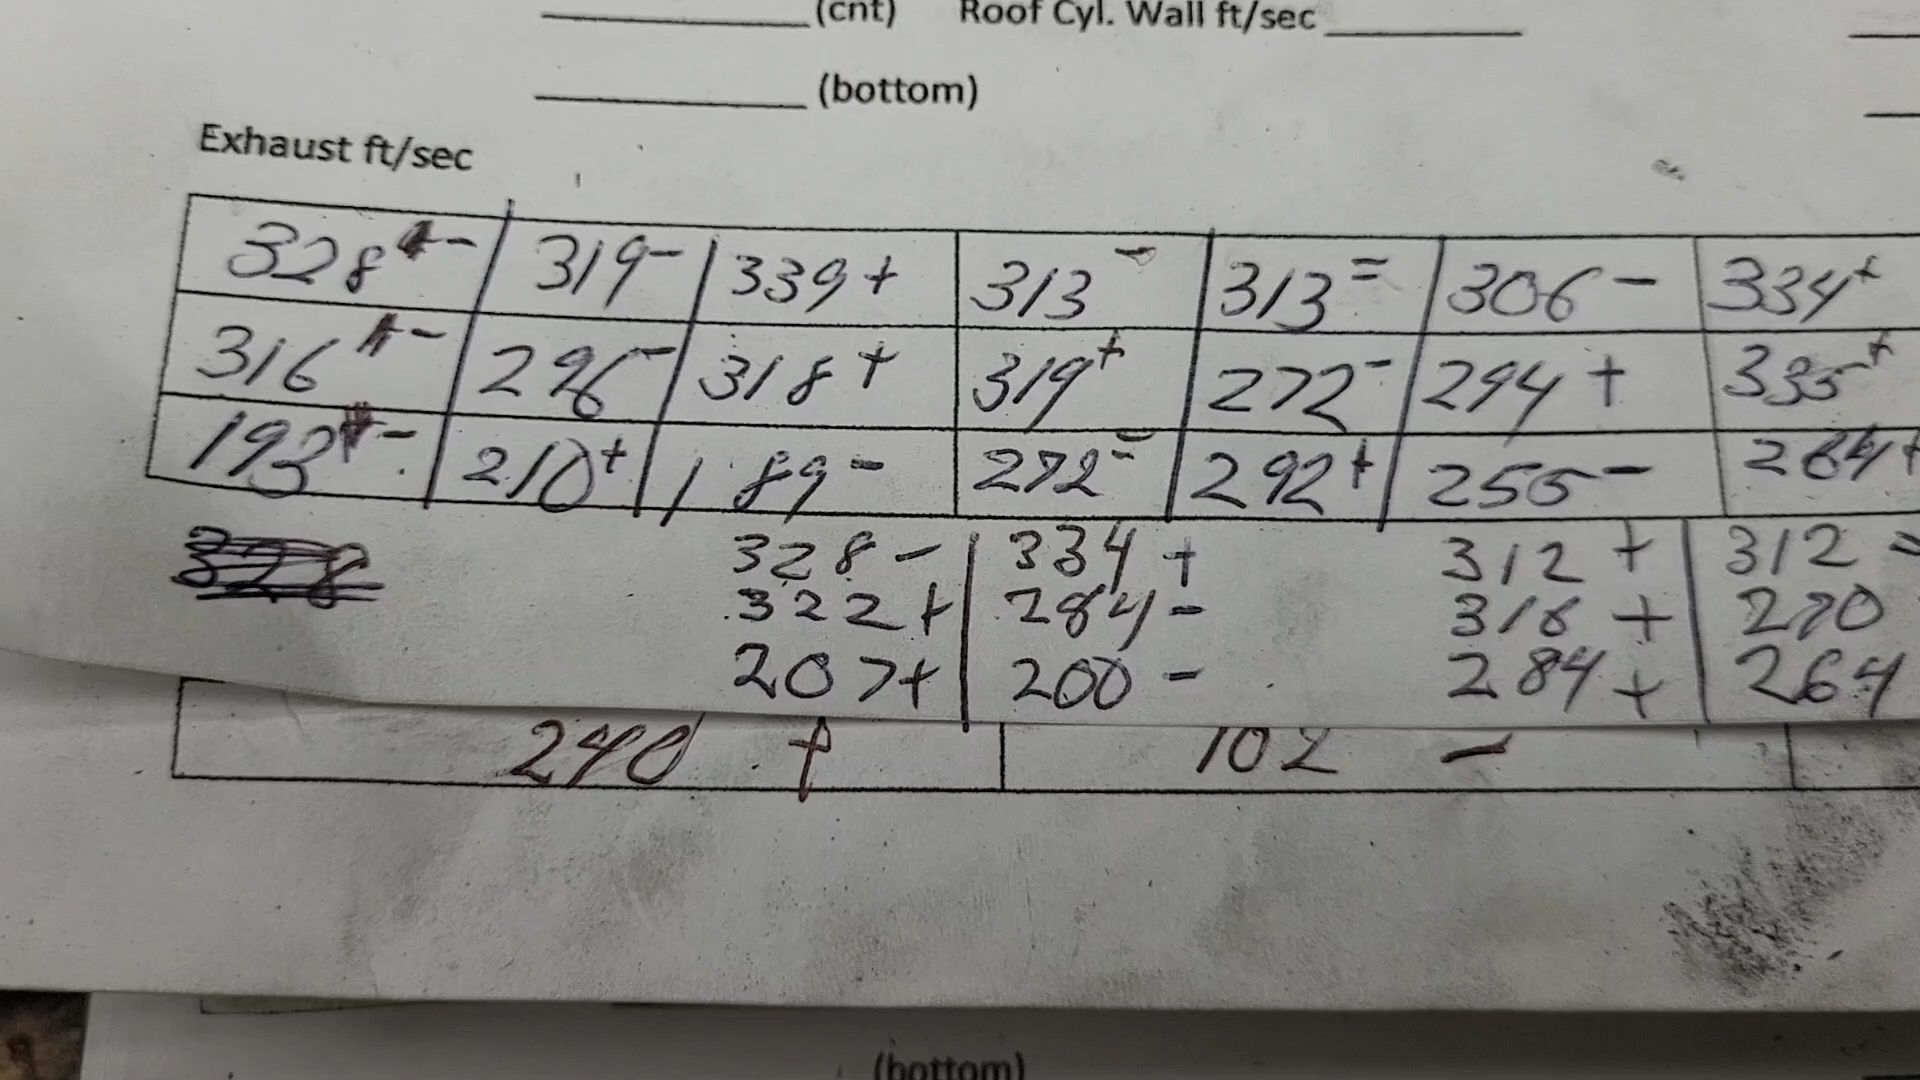 (cnt) Roof Cyl. Wall ft/sec
(bottom)
Exhaust ft/sec
328 - 319 - 339 + 313 - 313 = 306 - 334 +
316 - 296 - 318 + 319 + 272 - 294 + 335 +
193 - 210 + 189 - 272 = 292 + 255 - 264 +
328 - 334 + 312 + 312 =
322 + 284 - 318 + 270
207 + 200 - 284 + 264
240 + 102 -
(bottom)